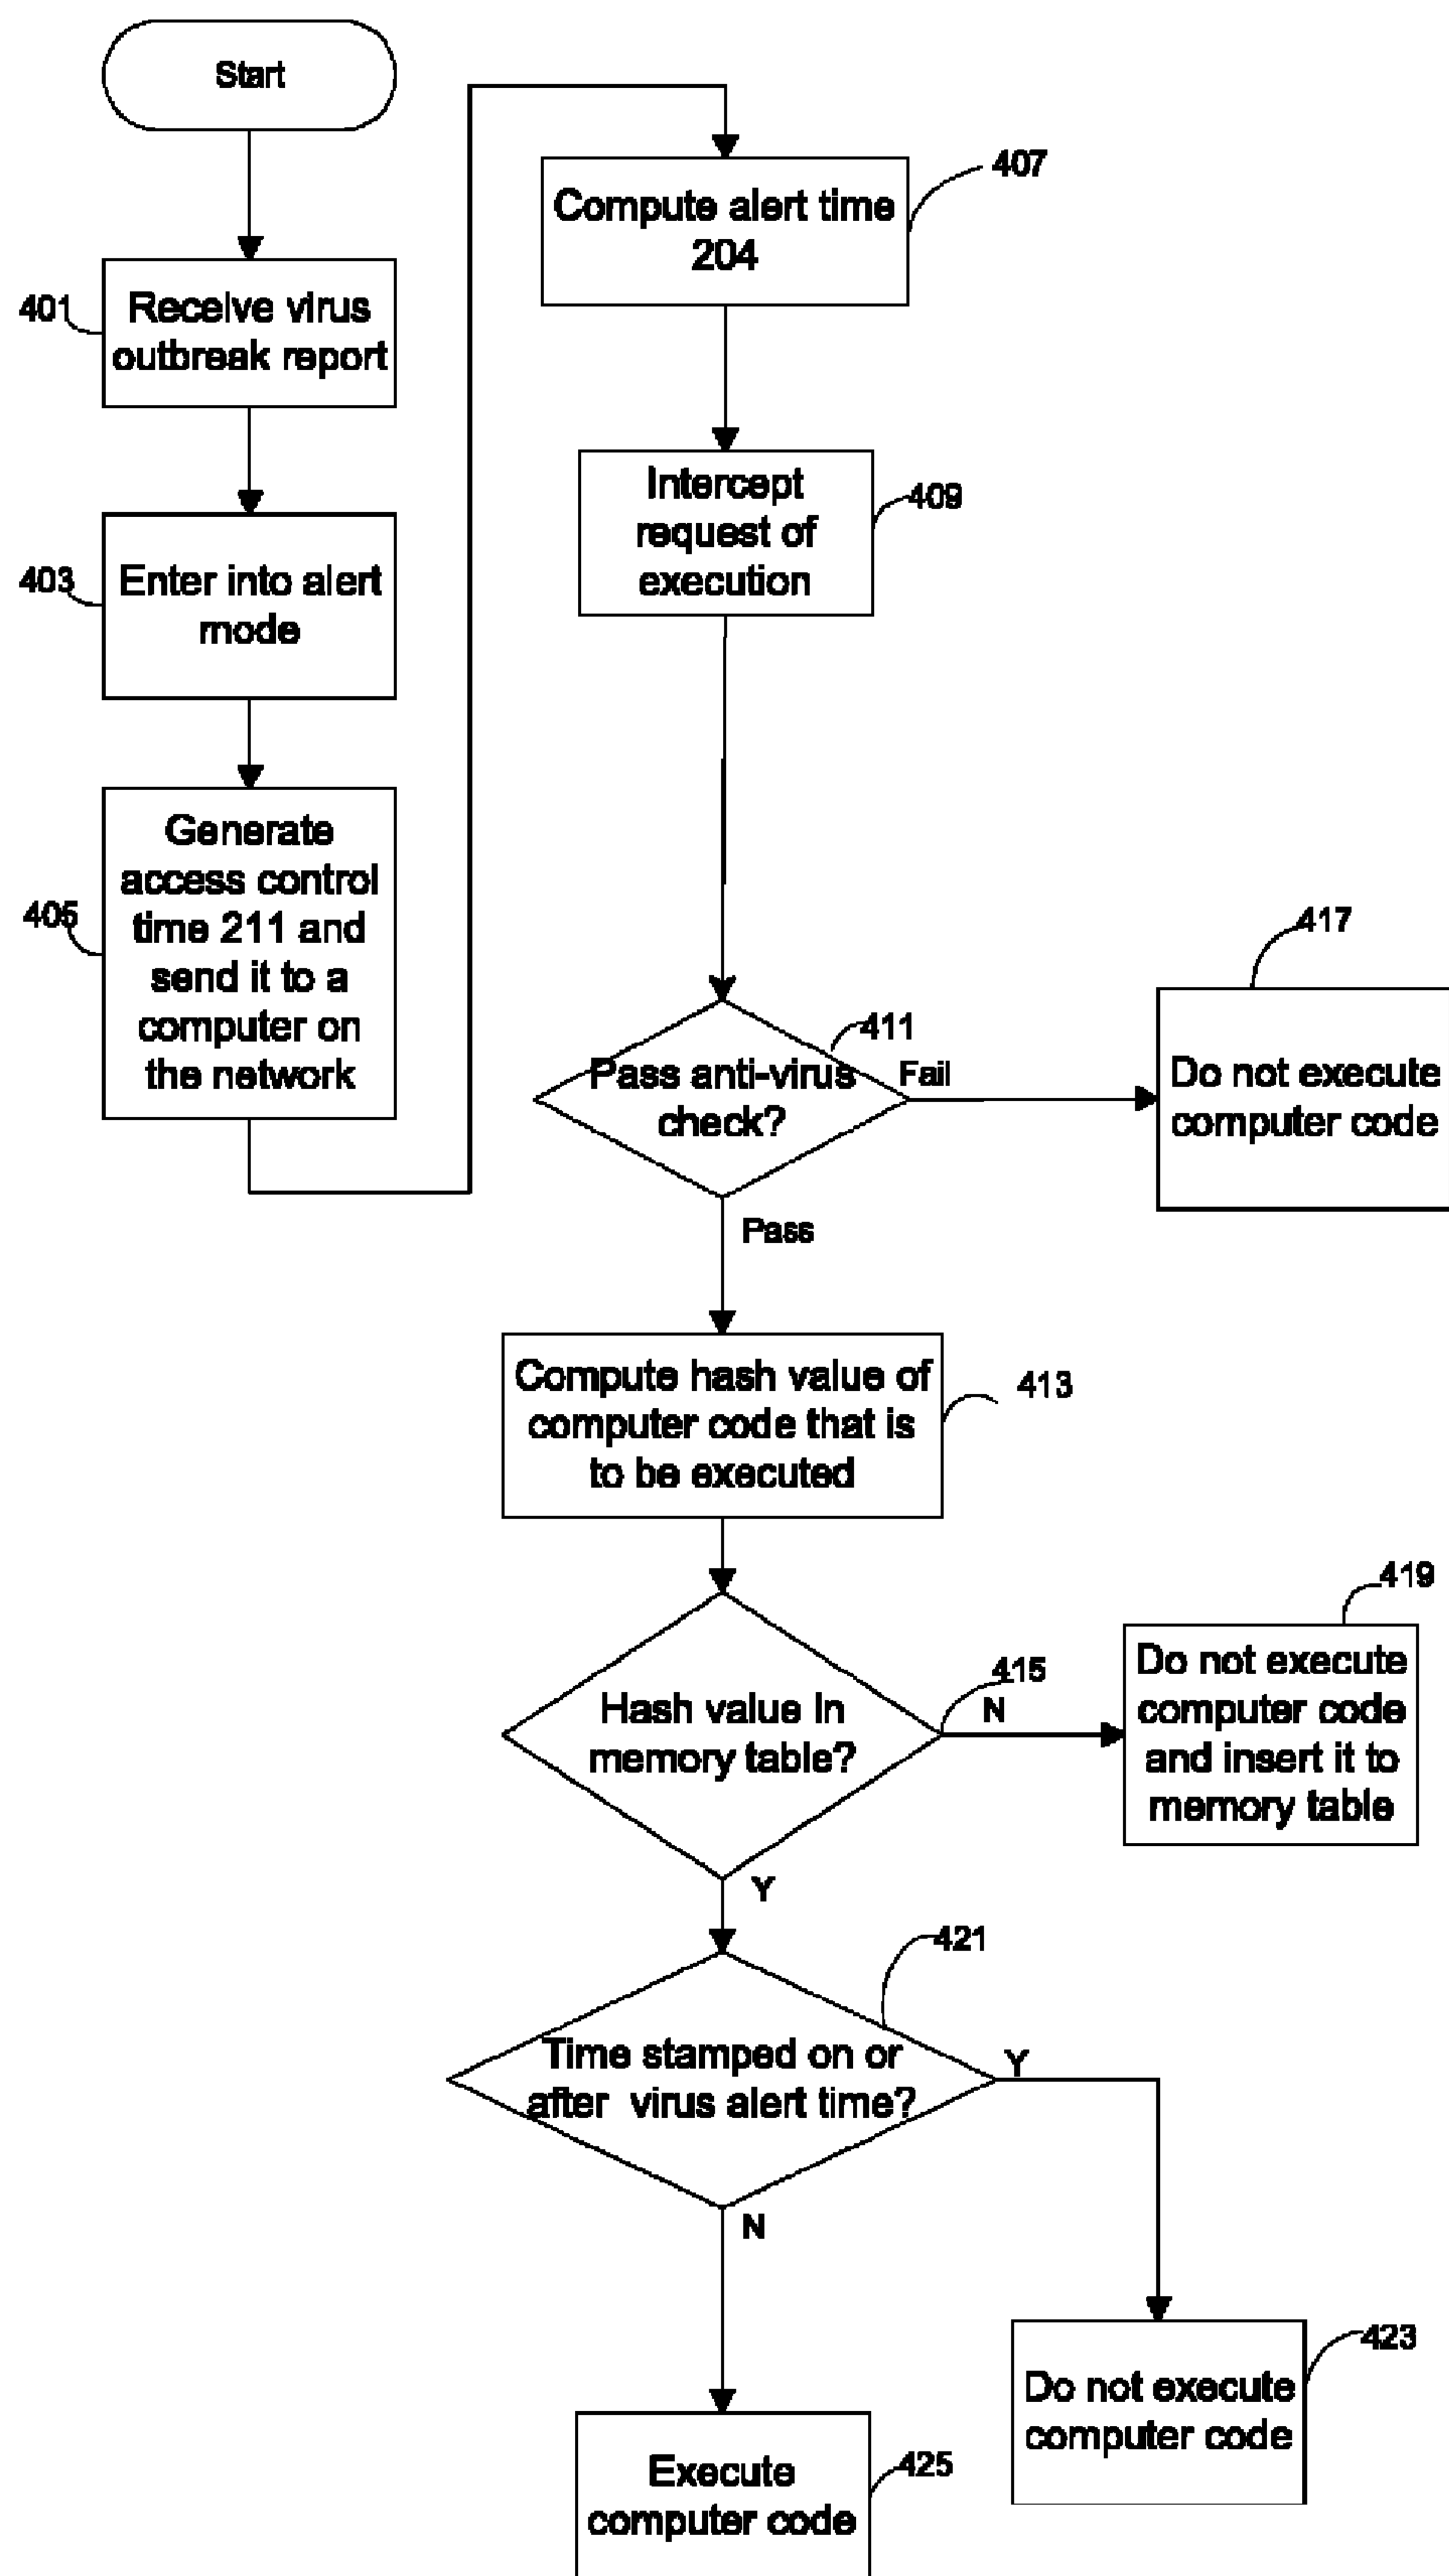 Start
401
Receive virus
outbreak report
403
Enter into alert
mode
405
Generate
access control
time 211 and
send it to a
computer on
the network
407
Compute alert time
204
Intercept
request of
execution
409
411
Pass anti-virus
check?
Fail
417
Do not execute
computer code
Pass
Compute hash value of
computer code that is
to be executed
413
Hash value in
memory table?
415
N
419
Do not execute
computer code
and insert it to
memory table
Y
421
Time stamped on or
after virus alert time?
Y
N
423
Do not execute
computer code
Execute
computer code
425